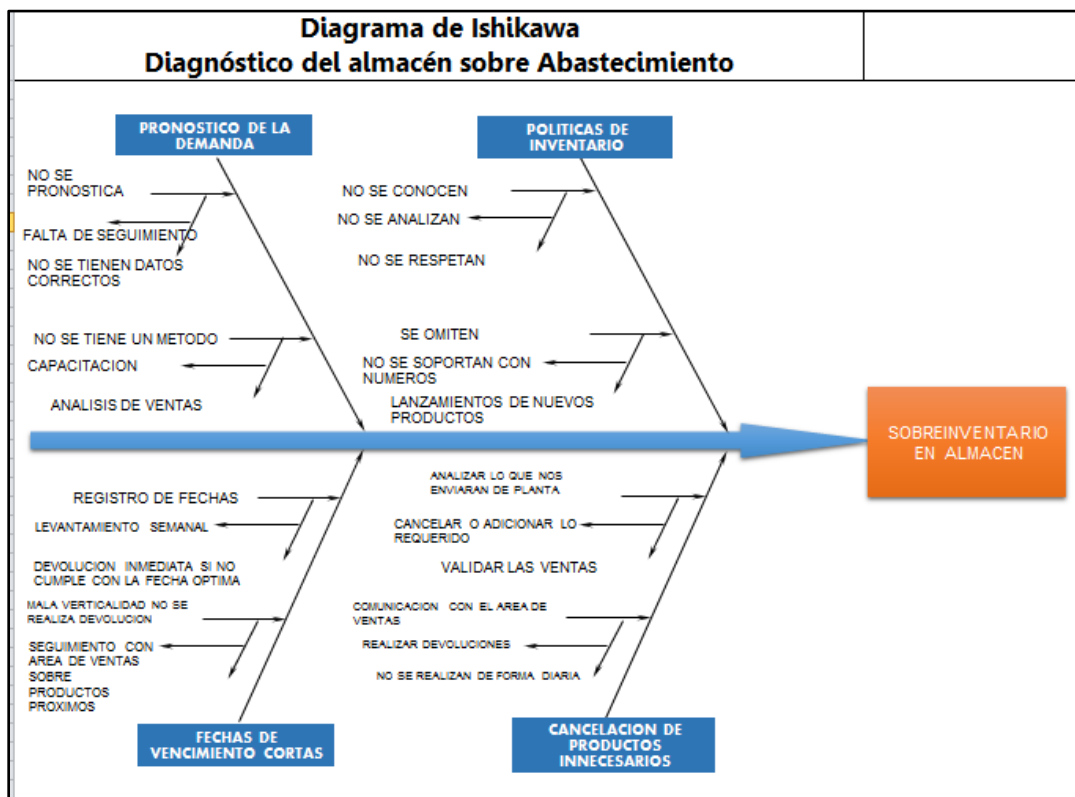 Diagrama de Ishikawa
Diagnóstico del almacén sobre Abastecimiento
PRONOSTICO DE LA
DEMANDA
NO SE
PRONOSTICA
FALTA DE SEGUIMIENTO
NO SE TIENEN DATOS
CORRECTOS
NO SE TIENE UN METODO
CAPACITACION
ANALISIS DE VENTAS
POLITICAS DE
INVENTARIO
NO SE CONOCEN
NO SE ANALIZAN
NO SE RESPETAN
SE OMITEN
NO SE SOPORTAN CON
NUMEROS
LANZAMIENTOS DE NUEVOS
PRODUCTOS
SOBREINVENTARIO
EN ALMACEN
REGISTRO DE FECHAS
LEVANTAMIENTO SEMANAL
DEVOLUCION INMEDIATA SI NO
CUMPLE CON LA FECHA OPTIMA
MALA VERTICALIDAD NO SE
REALIZA DEVOLUCION
SEGUIMIENTO CON
AREA DE VENTAS
SOBRE
PRODUCTOS
PROXIMOS
FECHAS DE
VENCIMIENTO CORTAS
ANALIZAR LO QUE NOS
ENVIARAN DE PLANTA
CANCELAR O ADICIONAR LO
REQUERIDO
VALIDAR LAS VENTAS
COMUNICACION CON EL AREA DE
VENTAS
REALIZAR DEVOLUCIONES
NO SE REALIZAN DE FORMA DIARIA
CANCELACION DE
PRODUCTOS
INNECESARIOS